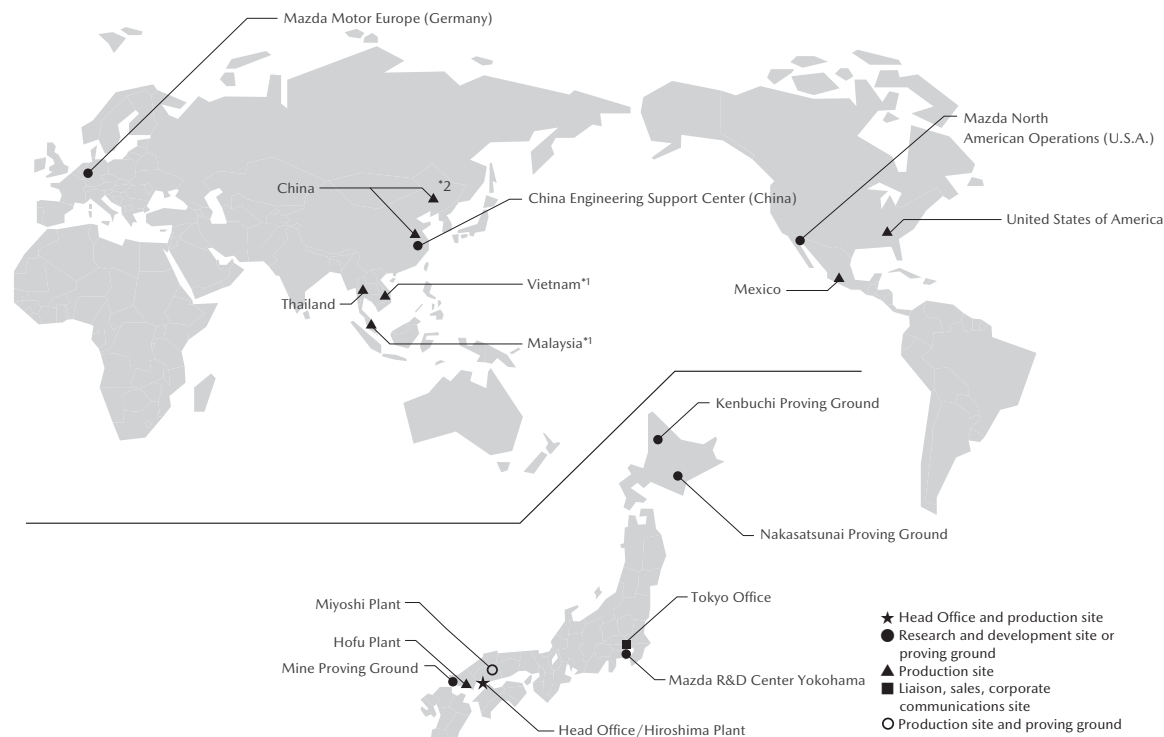 Mazda Motor Europe (Germany)
Mazda North
American Operations (U.S.A.)
China
*2
China Engineering Support Center (China)
United States of America
Vietnam*1
Thailand
Mexico
Malaysia*1
Kenbuchi Proving Ground
Nakasatsunai Proving Ground
Miyoshi Plant
Tokyo Office
Hofu Plant
Mine Proving Ground
Mazda R&D Center Yokohama
Head Office/Hiroshima Plant
★ Head Office and production site
● Research and development site or
proving ground
▲ Production site
■ Liaison, sales, corporate
communications site
○ Production site and proving ground